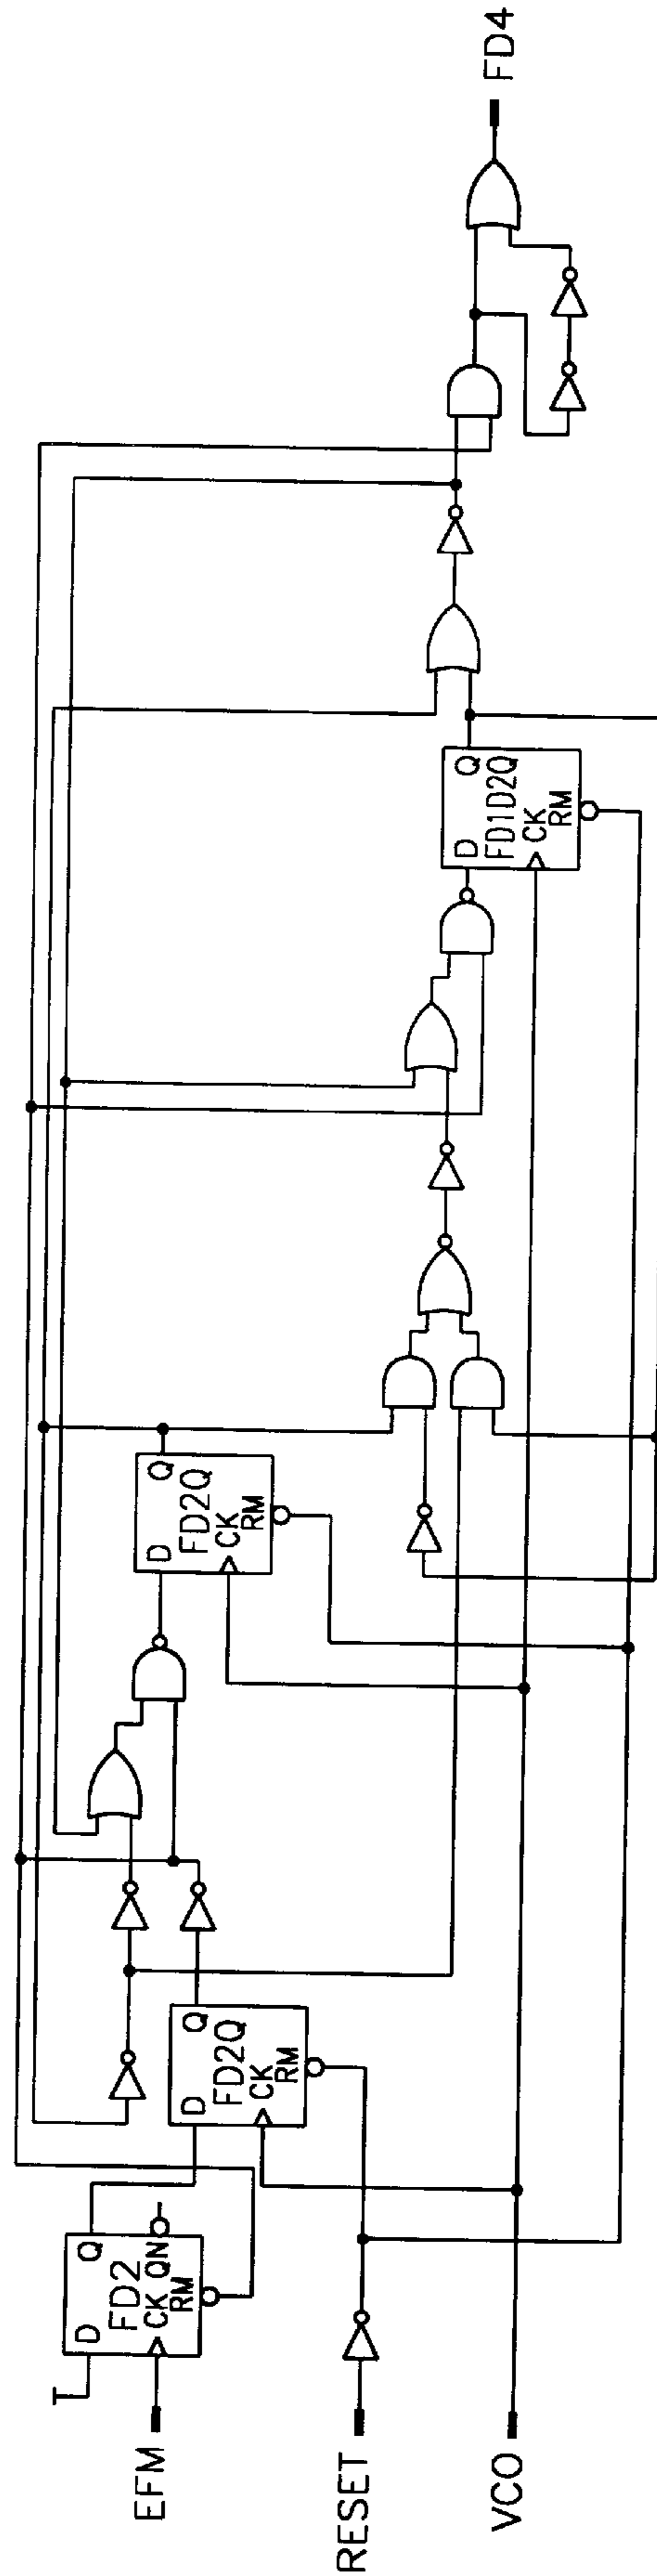 EFM
RESET
VCO
D
Q
FD2
CK
QN
RM
D
Q
FD2Q
CK
RM
D
Q
FD2Q
CK
RM
D
Q
FD1D2Q
CK
RM
FD4